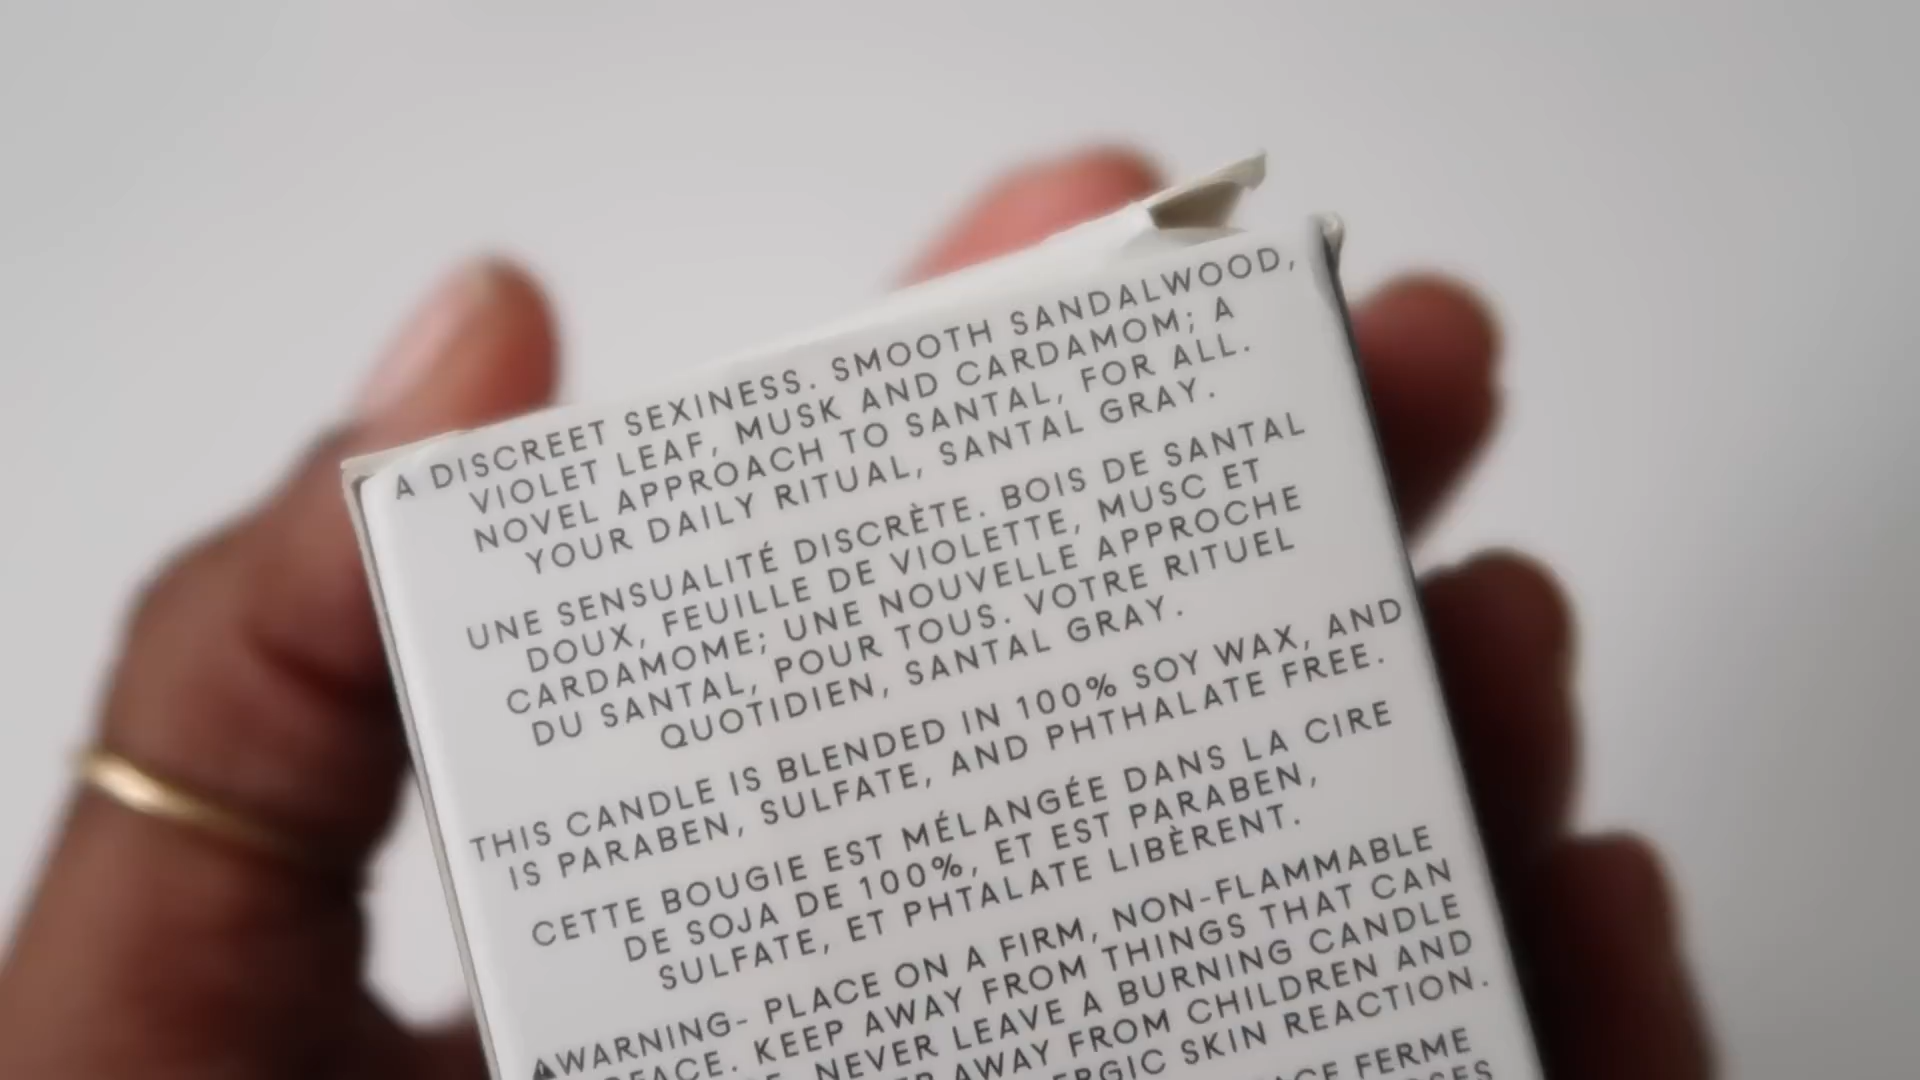 A DISCREET SEXINESS. SMOOTH SANDALWOOD,
VIOLET LEAF, MUSK AND CARDAMOM; A
NOVEL APPROACH TO SANTAL, FOR ALL.
YOUR DAILY RITUAL, SANTAL GRAY.
UNE SENSUALITÉ DISCRÈTE. BOIS DE SANTAL
DOUX, FEUILLE DE VIOLETTE, MUSC ET
CARDAMOME; UNE NOUVELLE APPROCHE
DU SANTAL, POUR TOUS. VOTRE RITUEL
QUOTIDIEN, SANTAL GRAY.
THIS CANDLE IS BLENDED IN 100% SOY WAX, AND
IS PARABEN, SULFATE, AND PHTHALATE FREE.
CETTE BOUGIE EST MÉLANGÉE DANS LA CIRE
DE SOJA DE 100%, ET EST PARABEN,
SULFATE, ET PHTALATE LIBÈRENT.
⚠WARNING- PLACE ON A FIRM, NON-FLAMMABLE
KEEP AWAY FROM THINGS THAT CAN
NEVER LEAVE A BURNING CANDLE
AWAY FROM CHILDREN AND
SKIN REACTION.
FERME